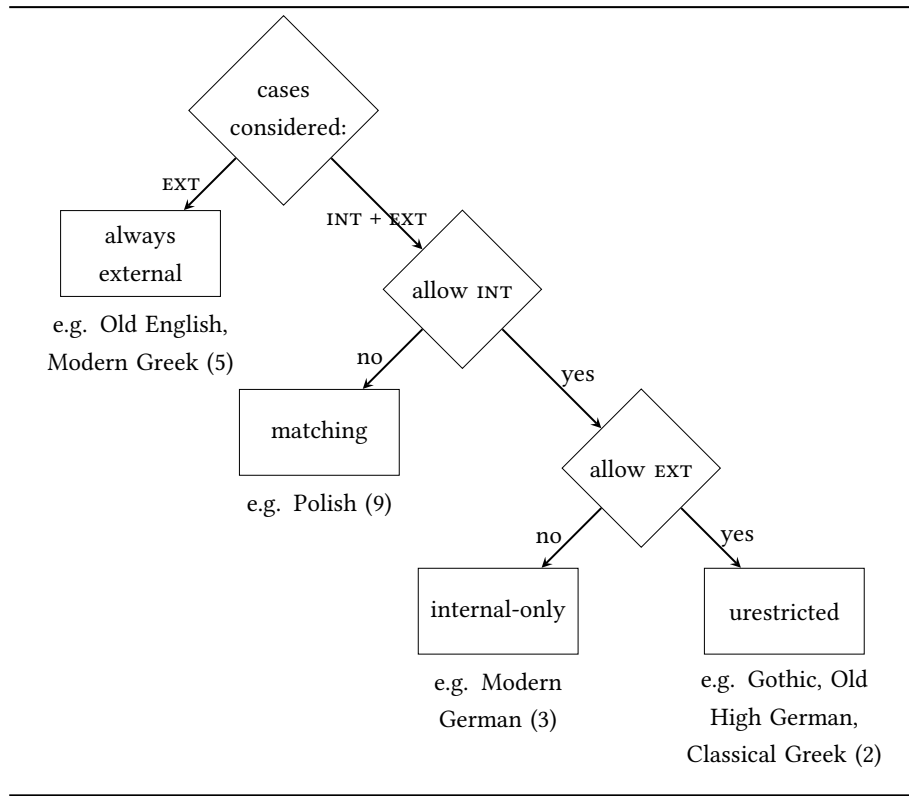 cases
considered:
EXT
INT + EXT
always
external
allow INT
e.g. Old English,
Modern Greek (5)
no
yes
matching
allow EXT
e.g. Polish (9)
no
yes
internal-only
urestricted
e.g. Modern
German (3)
e.g. Gothic, Old
High German,
Classical Greek (2)